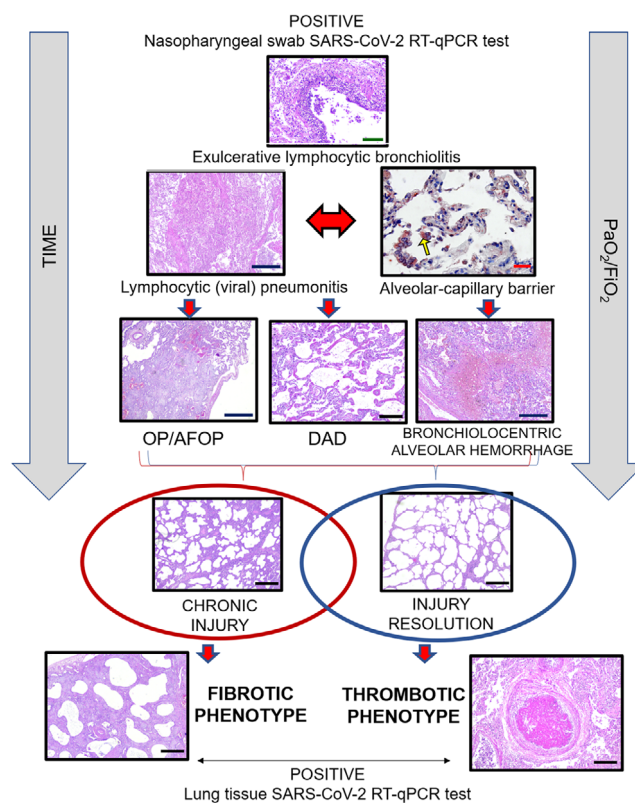 POSITIVE
Nasopharyngeal swab SARS-CoV-2 RT-qPCR test
Exulcerative lymphocytic bronchiolitis
TIME
PaO₂/FiO₂
Lymphocytic (viral) pneumonitis
Alveolar-capillary barrier
OP/AFOP
DAD
BRONCHIOLOCENTRIC
ALVEOLAR HEMORRHAGE
CHRONIC
INJURY
INJURY
RESOLUTION
FIBROTIC
PHENOTYPE
THROMBOTIC
PHENOTYPE
POSITIVE
Lung tissue SARS-CoV-2 RT-qPCR test